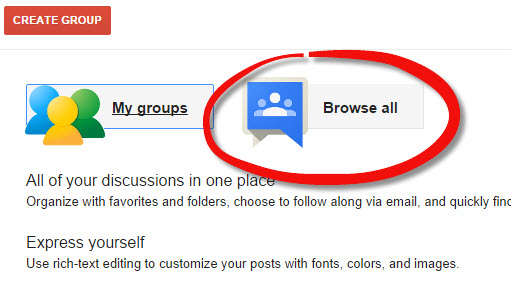 CREATE GROUP
My groups
Browse all
All of your discussions in one place
Organize with favorites and folders, choose to follow along via email, and quickly
Express yourself
Use rich-text editing to customize your posts with fonts, colors, and images.